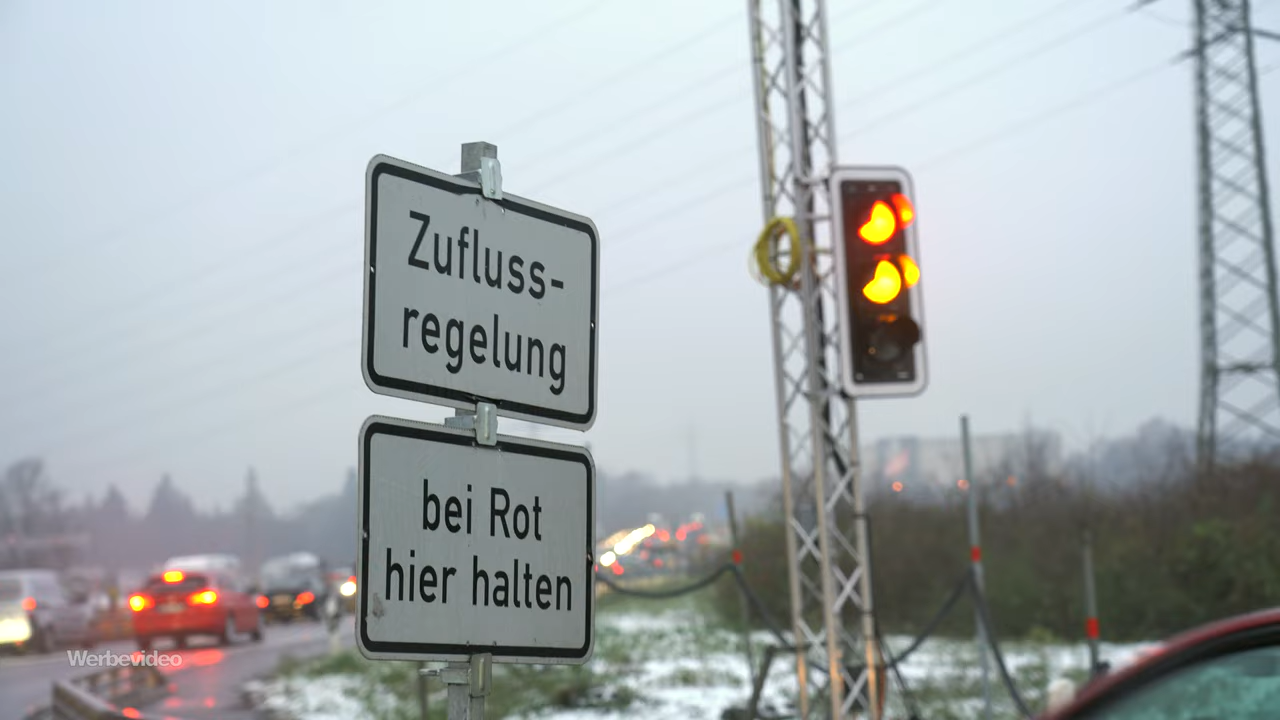 Zufluss-
regelung
bei Rot
hier halten
Werbevideo